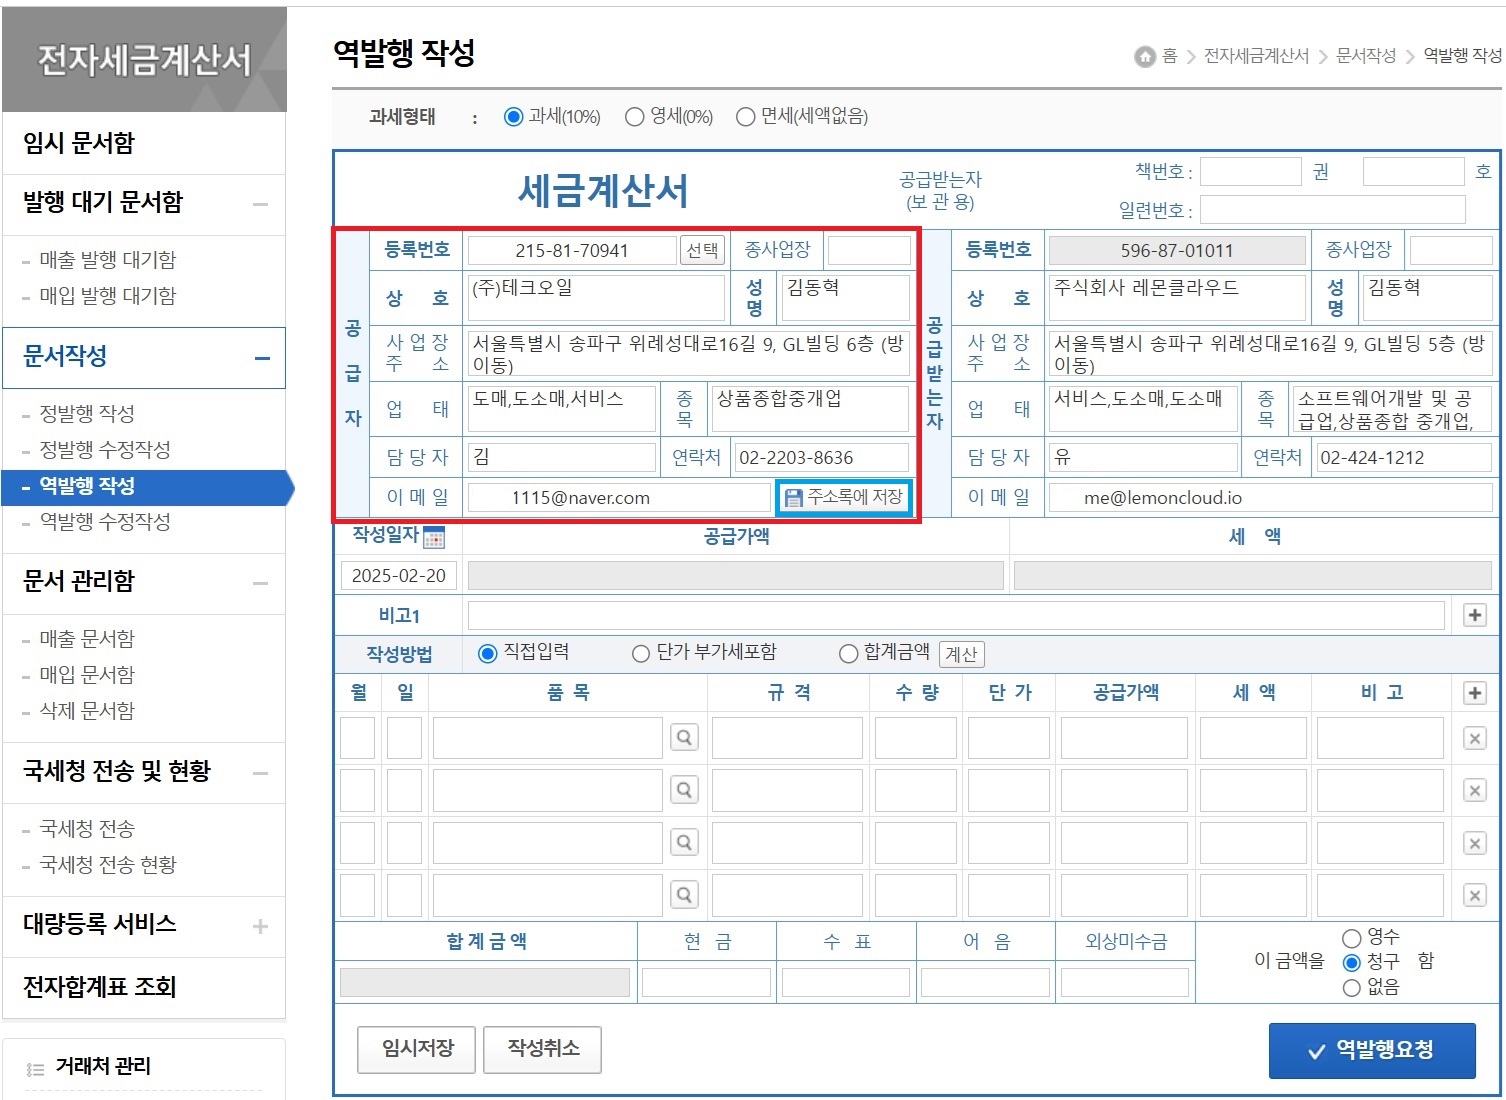 전자세금계산서
임시 문서함
발행 대기 문서함
매출 발행 대기함
매입 발행 대기함
문서작성
정발행 작성
정발행 수정작성
역발행 작성
역발행 수정작성
문서 관리함
매출 문서함
매입 문서함
삭제 문서함
국세청 전송 및 현황
국세청 전송
국세청 전송 현황
대량등록 서비스
전자합계표 조회
거래처 관리
역발행 작성
홈 > 전자세금계산서 > 문서작성 > 역발행 작성
과세형태 : 과세(10%) 영세(0%) 면세(세액없음)
세금계산서
공급받는자
(보 관 용)
책번호 : 권 호
일련번호 :
공급자
등록번호 215-81-70941 선택 종사업장
상 호 (주)테크오일 성명 김동혁
사업장주소 서울특별시 송파구 위례성대로16길 9, GL빌딩 6층 (방
이동)
업 태 도매,도소매,서비스 종목 상품종합중개업
담당자 김 연락처 02-2203-8636
이메일 1115@naver.com 주소록에 저장
공급받는자
등록번호 596-87-01011 종사업장
상 호 주식회사 레몬클라우드 성명 김동혁
사업장주소 서울특별시 송파구 위례성대로16길 9, GL빌딩 5층 (방
이동)
업 태 서비스,도소매,도소매 종목 소프트웨어개발 및 공
급업,상품종합 중개업,
담당자 유 연락처 02-424-1212
이메일 me@lemoncloud.io
작성일자 공급가액 세 액
2025-02-20
비고1
작성방법 직접입력 단가 부가세포함 합계금액 계산
월 일 품 목 규 격 수 량 단 가 공급가액 세 액 비 고
합계금액 현 금 수 표 어 음 외상미수금
이 금액을 영수 청구 없음 함
임시저장 작성취소 역발행요청